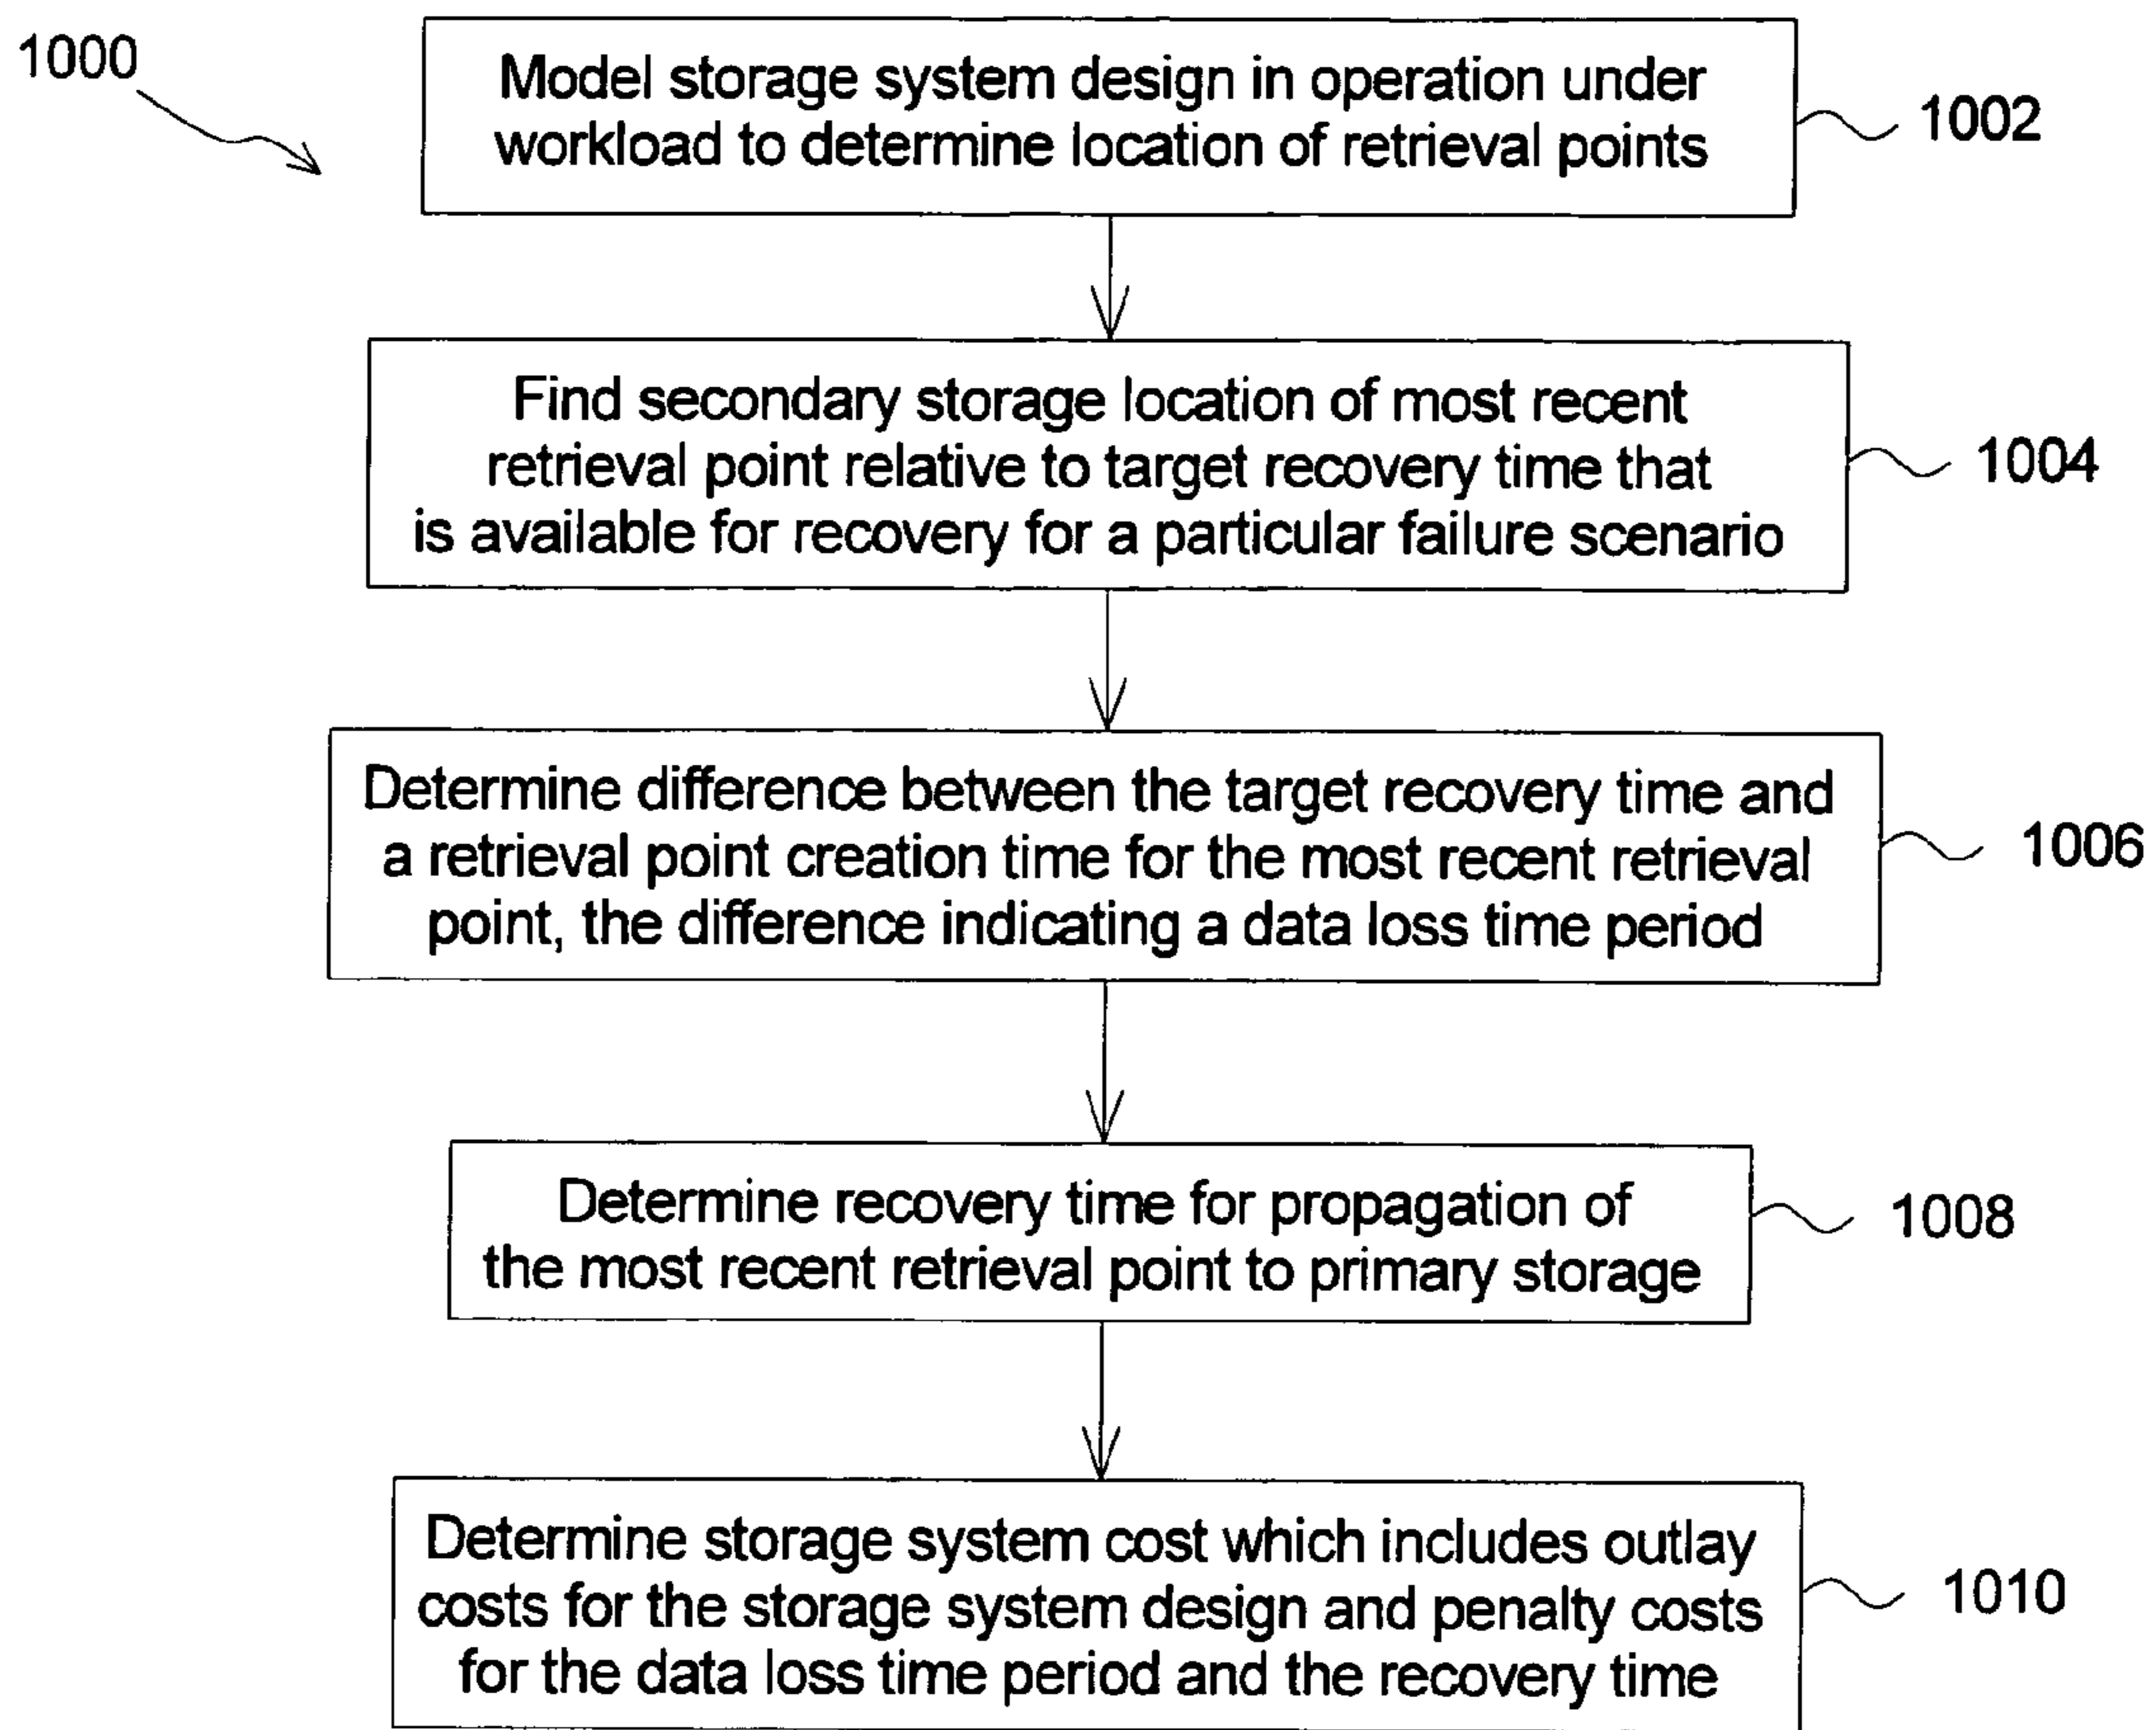 1000
Model storage system design in operation under
workload to determine location of retrieval points
1002
Find secondary storage location of most recent
retrieval point relative to target recovery time that
is available for recovery for a particular failure scenario
1004
Determine difference between the target recovery time and
a retrieval point creation time for the most recent retrieval
point, the difference indicating a data loss time period
1006
Determine recovery time for propagation of
the most recent retrieval point to primary storage
1008
Determine storage system cost which includes outlay
costs for the storage system design and penalty costs
for the data loss time period and the recovery time
1010